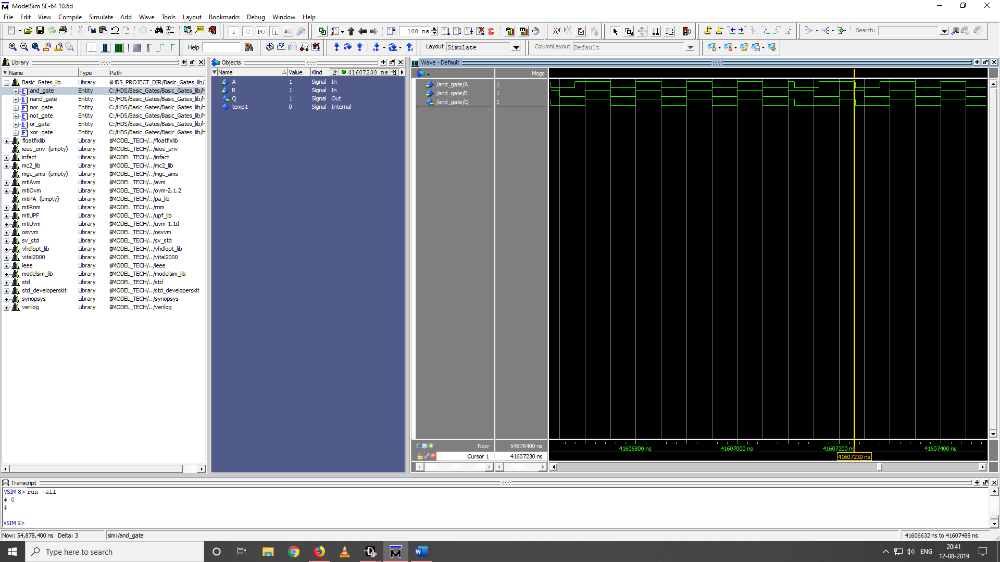 ModelSim SE-64 10.6d
File Edit View Compile Simulate Add Wave Tools Layout Bookmarks Debug Window Help
100 ns
Search:
Help
Layout Simulate
ColumnLayout Default
Library
Name Type Path
Basic_Gates_lib Library $HDS_PROJECT_DIR/Basic_Gates_lib/
and_gate Entity C:/HDS/Basic_Gates/Basic_Gates_lib/h
nand_gate Entity C:/HDS/Basic_Gates/Basic_Gates_lib/h
nor_gate Entity C:/HDS/Basic_Gates/Basic_Gates_lib/h
not_gate Entity C:/HDS/Basic_Gates/Basic_Gates_lib/h
or_gate Entity C:/HDS/Basic_Gates/Basic_Gates_lib/h
xor_gate Entity C:/HDS/Basic_Gates/Basic_Gates_lib/h
floatfixlib Library $MODEL_TECH/../floatfixlib
ieee_env (empty) Library $MODEL_TECH/../ieee_env
infact Library $MODEL_TECH/../infact
mc2_lib Library $MODEL_TECH/../mc2_lib
mgc_ams (empty) Library $MODEL_TECH/../mgc_ams
mtiAvm Library $MODEL_TECH/../avm
mtiOvm Library $MODEL_TECH/../ovm-2.1.2
mtiPA (empty) Library $MODEL_TECH/../pa_lib
mtiRnm Library $MODEL_TECH/../rnm
mtiUPF Library $MODEL_TECH/../upf_lib
mtiUvm Library $MODEL_TECH/../uvm-1.1d
osvvm Library $MODEL_TECH/../osvvm
sv_std Library $MODEL_TECH/../sv_std
vhdlopt_lib Library $MODEL_TECH/../vhdlopt_lib
vital2000 Library $MODEL_TECH/../vital2000
ieee Library $MODEL_TECH/../ieee
modelsim_lib Library $MODEL_TECH/../modelsim_lib
std Library $MODEL_TECH/../std
std_developerskit Library $MODEL_TECH/../std_developerskit
synopsys Library $MODEL_TECH/../synopsys
verilog Library $MODEL_TECH/../verilog
Objects
Name Value Kind 41607230 ns
A 1 Signal In
B 1 Signal In
Q 1 Signal Out
temp1 0 Signal Internal
Wave - Default
Msgs
/and_gate/A 1
/and_gate/B 1
/and_gate/Q 1
Now 54878400 ns
Cursor 1 41607230 ns
41606800 ns 41607000 ns 41607200 ns 41607400 ns
41607230 ns
Transcript
VSIM 8> run -all
# 0
#
VSIM 9>
Now: 54,878,400 ns Delta: 3 sim:/and_gate 41606632 ns to 41607489 ns
Type here to search
ENG
20:41
12-08-2019